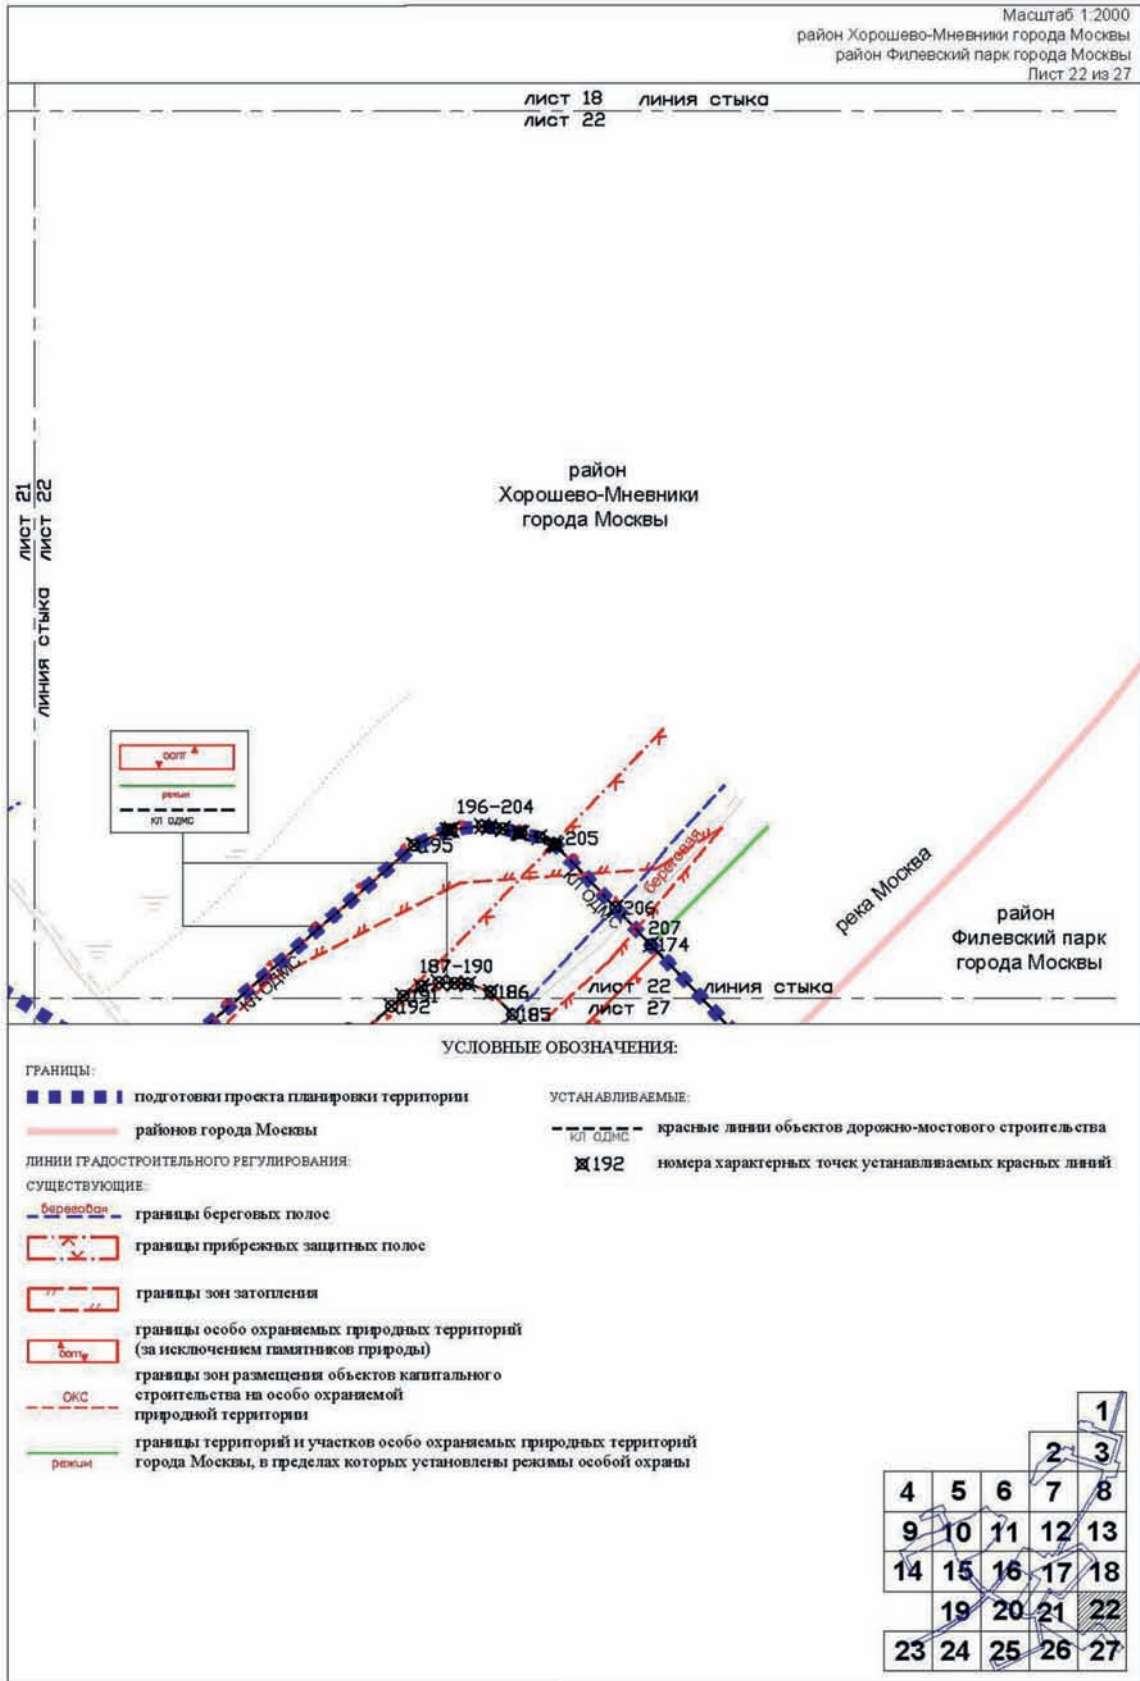 Масштаб 1:2000
район Хорошево-Мневники города Москвы
район Филевский парк города Москвы
Лист 22 из 27
лист 18 линия стыка
лист 22
лист 21
лист 22
линия стыка
район
Хорошево-Мневники
города Москвы
оопт
режим
КЛ ОДМС
196-204
195
205
береговая
КЛ ОДМС
206
207
174
река Москва
район
Филевский парк
города Москвы
КЛ ОДМС
187-190
191
192
186
185
лист 22 линия стыка
лист 27
УСЛОВНЫЕ ОБОЗНАЧЕНИЯ:
ГРАНИЦЫ:
подготовки проекта планировки территории
районов города Москвы
ЛИНИИ ГРАДОСТРОИТЕЛЬНОГО РЕГУЛИРОВАНИЯ:
СУЩЕСТВУЮЩИЕ:
береговая
границы береговых полос
границы прибрежных защитных полос
границы зон затопления
оопт
границы особо охраняемых природных территорий
(за исключением памятников природы)
ОКС
границы зон размещения объектов капитального
строительства на особо охраняемой
природной территории
режим
границы территорий и участков особо охраняемых природных территорий
города Москвы, в пределах которых установлены режимы особой охраны
УСТАНАВЛИВАЕМЫЕ:
КЛ ОДМС
красные линии объектов дорожно-мостового строительства
192
номера характерных точек устанавливаемых красных линий
1
2 3
4 5 6 7 8
9 10 11 12 13
14 15 16 17 18
19 20 21 22
23 24 25 26 27